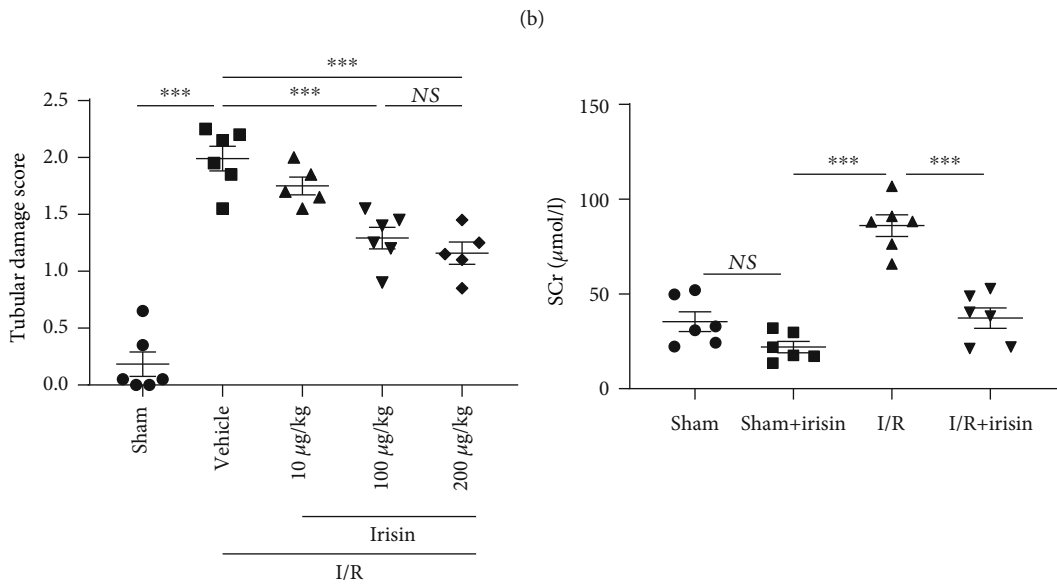 (b)
***
*** *** NS
2.5
2.0
1.5
1.0
0.5
0.0
Tubular damage score
Sham
Vehicle
10 µg/kg
100 µg/kg
200 µg/kg
Irisin
I/R
150
100
50
0
SCr (µmol/l)
*** ***
NS
Sham Sham+irisin I/R I/R+irisin